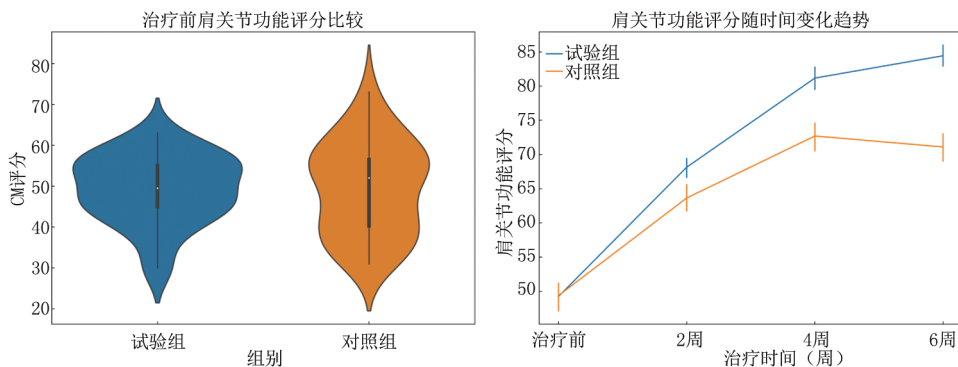 治疗前肩关节功能评分比较
CM评分
80
70
60
50
40
30
20
试验组
对照组
组别
肩关节功能评分随时间变化趋势
试验组
对照组
肩关节功能评分
85
80
75
70
65
60
55
50
治疗前
2周
4周
6周
治疗时间（周）